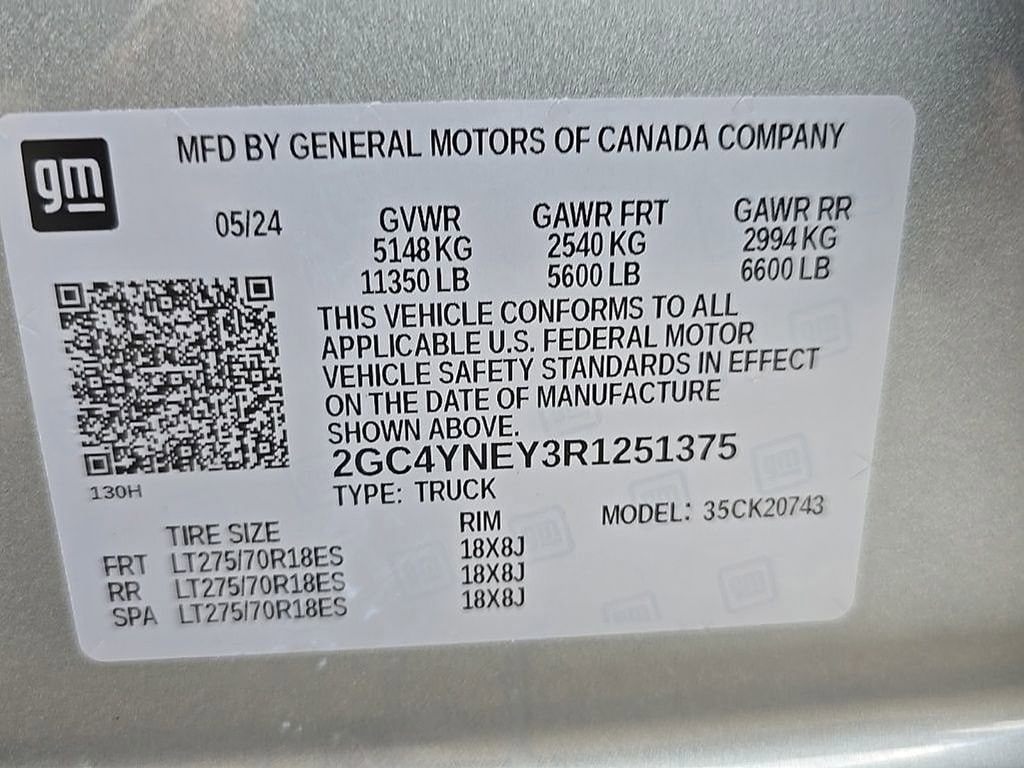 gm
MFD BY GENERAL MOTORS OF CANADA COMPANY
05/24 GVWR GAWR FRT GAWR RR
5148 KG 2540 KG 2994 KG
11350 LB 5600 LB 6600 LB
THIS VEHICLE CONFORMS TO ALL
APPLICABLE U.S. FEDERAL MOTOR
VEHICLE SAFETY STANDARDS IN EFFECT
ON THE DATE OF MANUFACTURE
SHOWN ABOVE.
2GC4YNEY3R1251375
130H
TYPE: TRUCK
MODEL: 35CK20743
TIRE SIZE RIM
FRT LT275/70R18ES 18X8J
RR LT275/70R18ES 18X8J
SPA LT275/70R18ES 18X8J